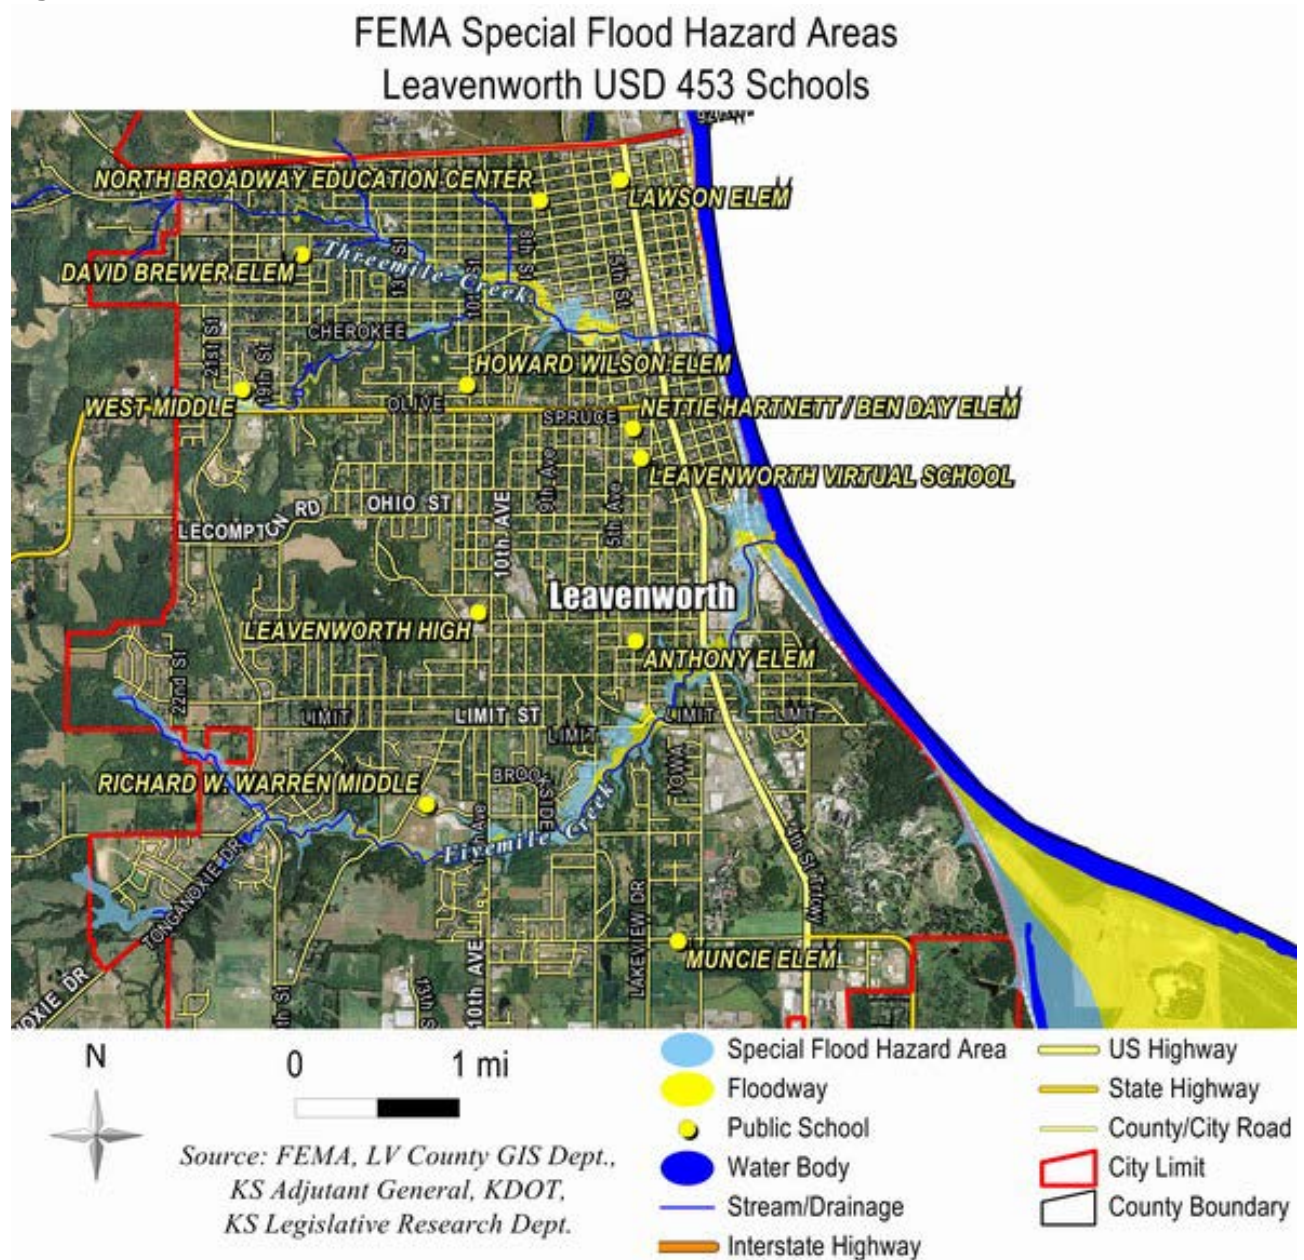 FEMA Special Flood Hazard Areas
Leavenworth USD 453 Schools
NORTH BROADWAY EDUCATION CENTER
LAWSON ELEM
DAVID BREWER ELEM
Threemile Creek
13th St
10th St
8th St
5th St
CHEROKEE
21st St
19th St
HOWARD WILSON ELEM
WEST MIDDLE
OLIVE
SPRUCE
NETTIE HARTNETT / BEN DAY ELEM
LEAVENWORTH VIRTUAL SCHOOL
9th Ave
5th Ave
10th AVE
OHIO ST
LECOMPTON RD
Leavenworth
LEAVENWORTH HIGH
ANTHONY ELEM
22nd St
LIMIT
LIMIT ST
LIMIT
LIMIT
LIMIT
RICHARD W. WARREN MIDDLE
BROOKSIDE
IOWA
Fivemile Creek
TONGANOXIE DR
LAKEVIEW DR
MUNCIE ELEM
10th AVE
13th S
OXIE DR
N
0 1 mi
Source: FEMA, LV County GIS Dept.,
KS Adjutant General, KDOT,
KS Legislative Research Dept.
Special Flood Hazard Area
Floodway
Public School
Water Body
Stream/Drainage
Interstate Highway
US Highway
State Highway
County/City Road
City Limit
County Boundary